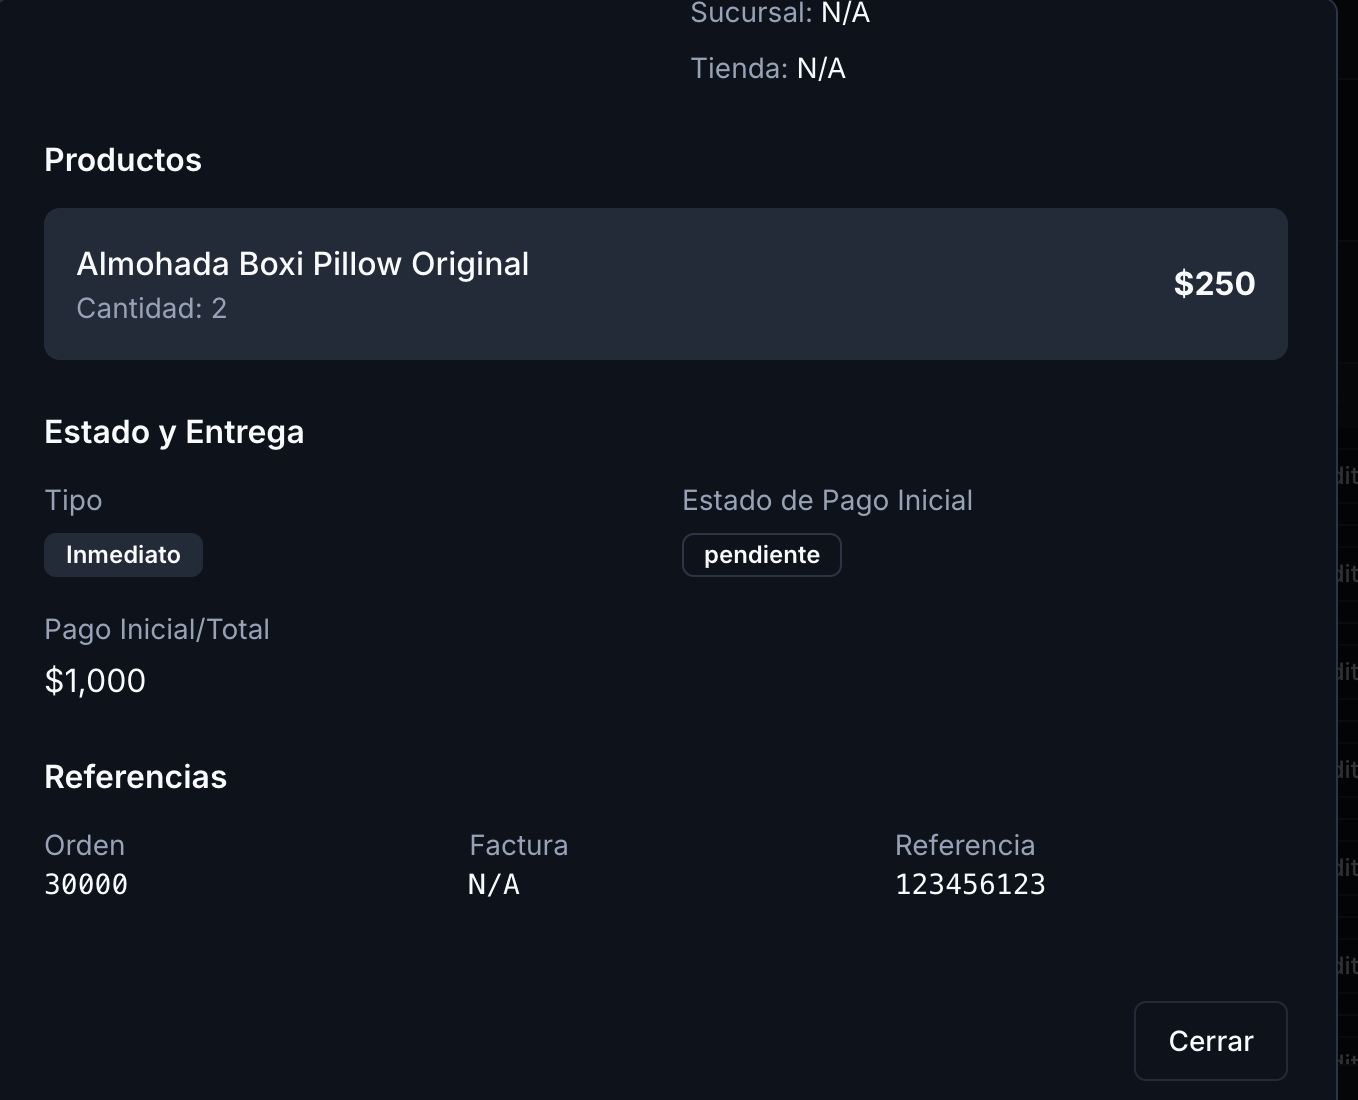 Sucursal: N/A
Tienda: N/A
Productos
Almohada Boxi Pillow Original
Cantidad: 2
$250
Estado y Entrega
Tipo
Inmediato
Estado de Pago Inicial
pendiente
Pago Inicial/Total
$1,000
Referencias
Orden
30000
Factura
N/A
Referencia
123456123
Cerrar